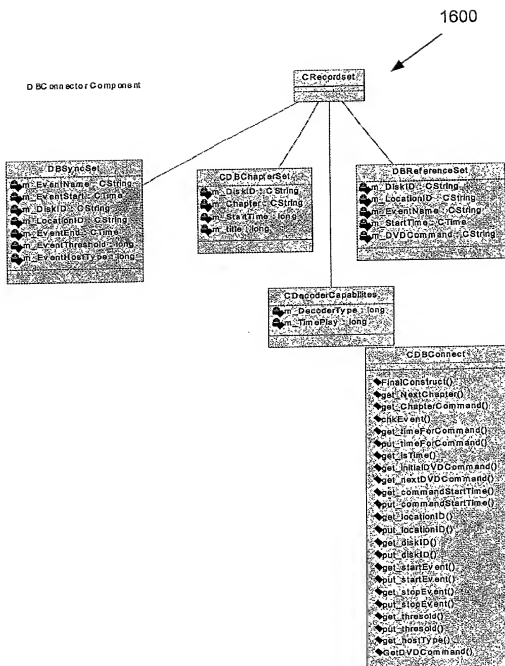 1600
DBConnector Component
CRecordset
DBSyncSet
m_EventName : CString
m_EventStart : CTime
m_DiskID : CString
m_LocationID : CString
m_EventEnd : CTime
m_EventThreshold : long
m_EventHostType : long
CDBChapterSet
m_DiskID : CString
m_Chapter : CString
m_StartTime : long
m_title : long
DBReferenceSet
m_DiskID : CString
m_LocationID : CString
m_EventName : CString
m_StartTime : CTime
m_DVDCommand : CString
CDecoderCapabilites
m_DecoderType : long
m_TimePlay : long
CDBConnect
FinalConstruct()
get_NextChapter()
get_ChapterCommand()
chkEvent()
get_timeForCommand()
put_timeForCommand()
get_isTime()
get_initialDVDCommand()
get_nextDVDCommand()
get_commandStartTime()
put_commandStartTime()
get_locationID()
put_locationID()
get_diskID()
put_diskID()
get_startEvent()
put_startEvent()
get_stopEvent()
put_stopEvent()
get_thresold()
put_thresold()
get_hostType()
GetDVDCommand()